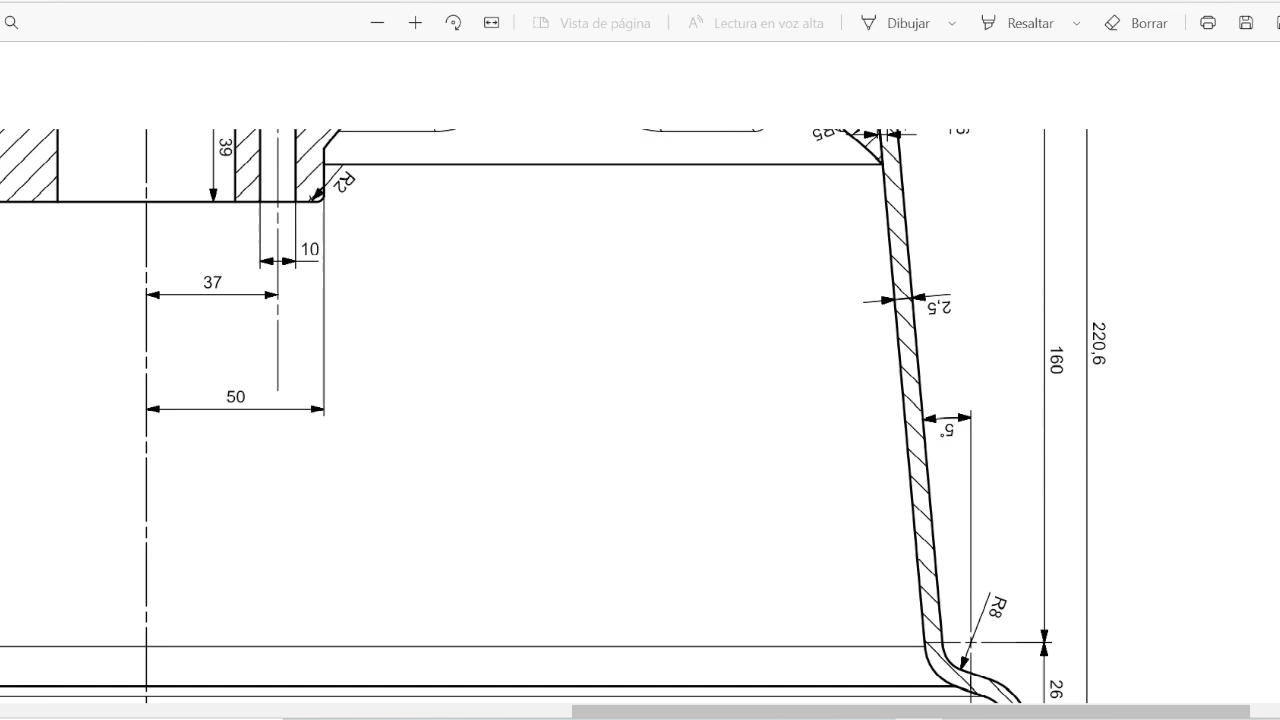 Vista de página
Lectura en voz alta
Dibujar
Resaltar
Borrar
39
R2
R5
10
37
50
2,5
160
220,6
5°
R8
26